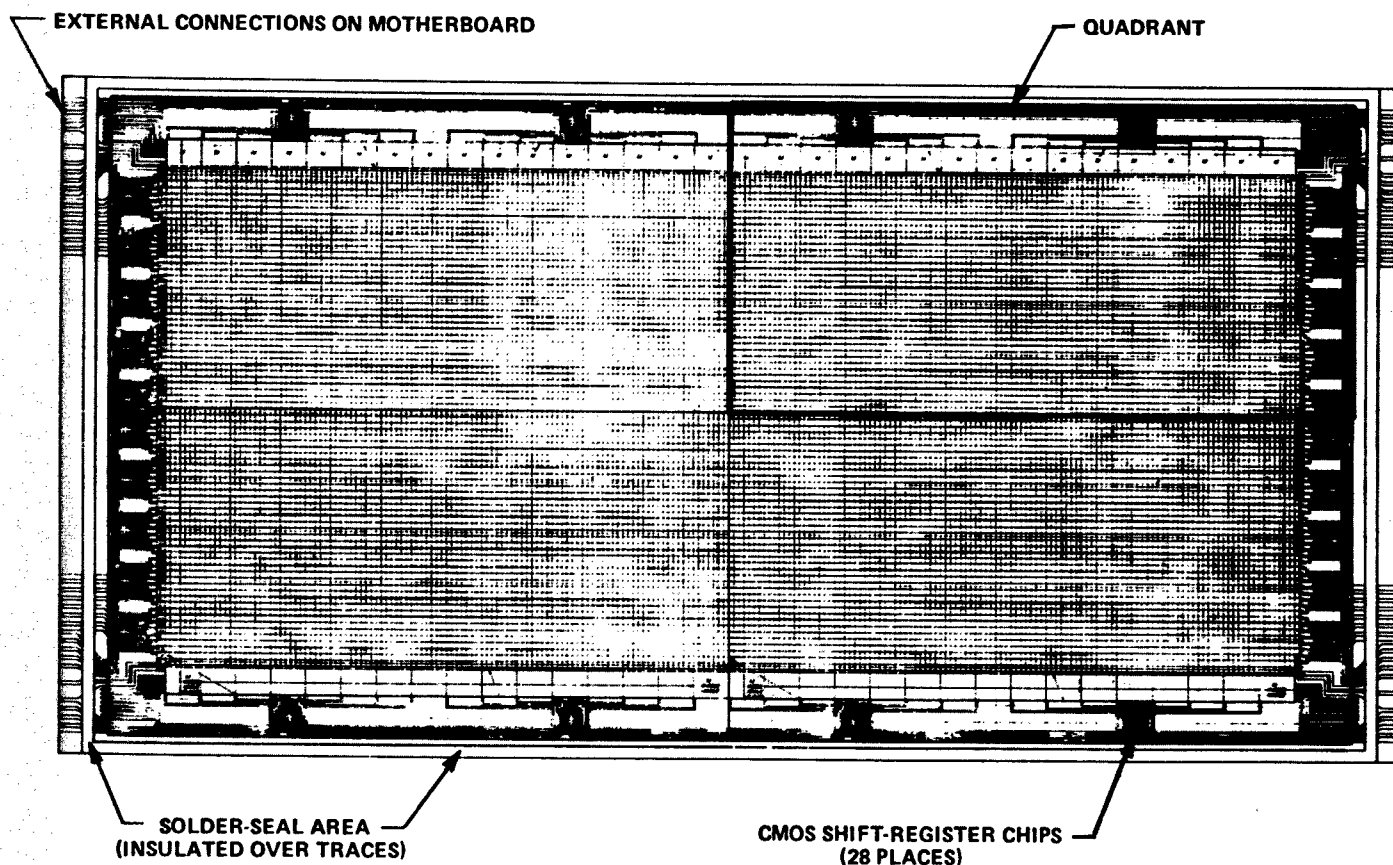 EXTERNAL CONNECTIONS ON MOTHERBOARD
QUADRANT
SOLDER-SEAL AREA
(INSULATED OVER TRACES)
CMOS SHIFT-REGISTER CHIPS
(28 PLACES)